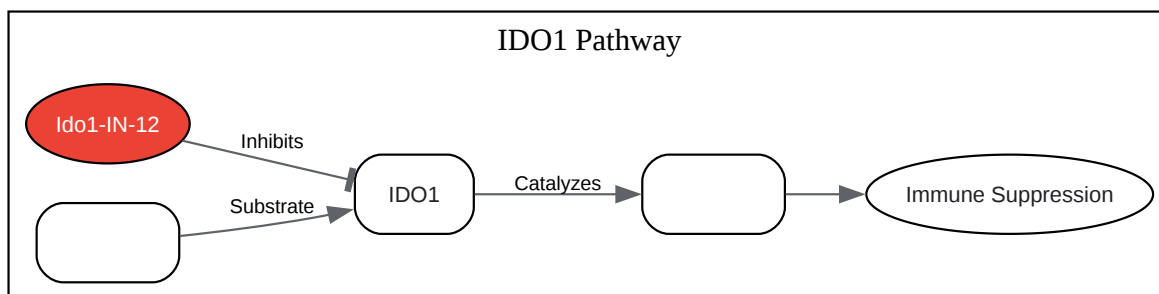 IDO1 Pathway
Ido1-IN-12
Inhibits
Substrate
IDO1
Catalyzes
Immune Suppression